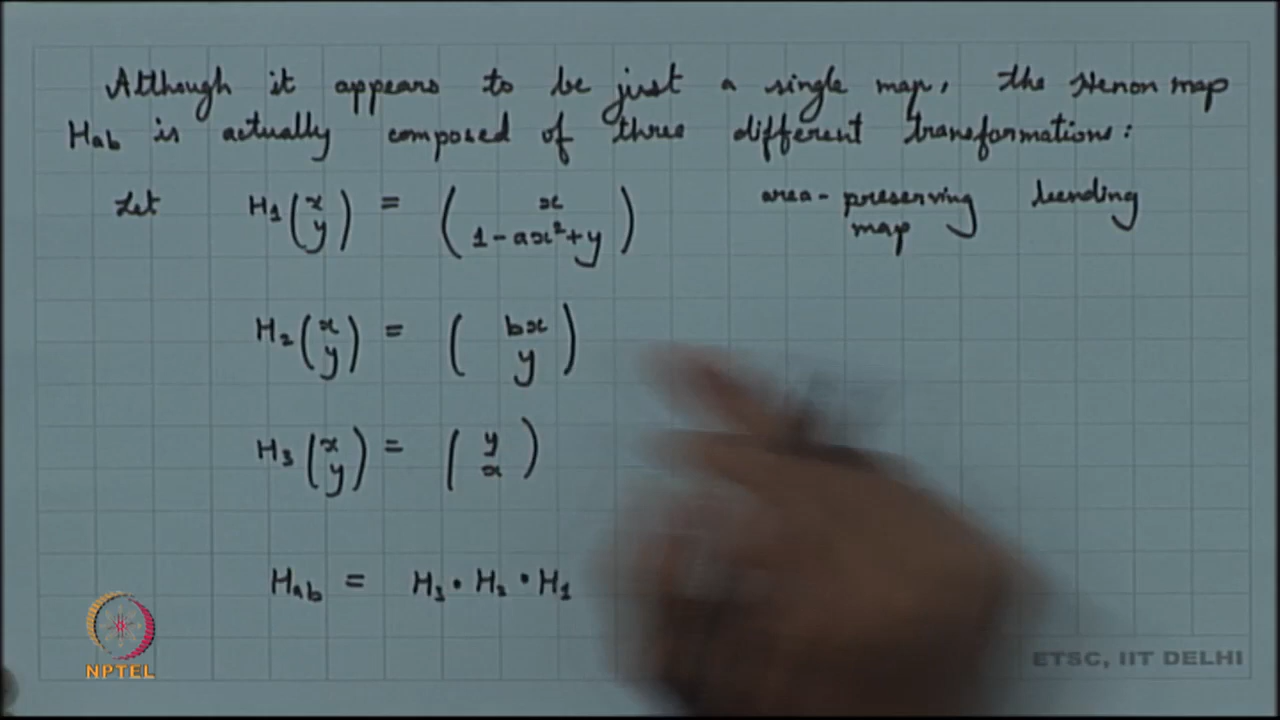 Although it appears to be just a single map, the Henon map
Hab is actually composed of three different transformations:
Let H₁(x y) = (x 1-ax²+y) area-preserving bending map
H₂(x y) = (bx y)
H₃(x y) = (y x)
Hab = H₃·H₂·H₁
NPTEL
ETSC, IIT DELHI